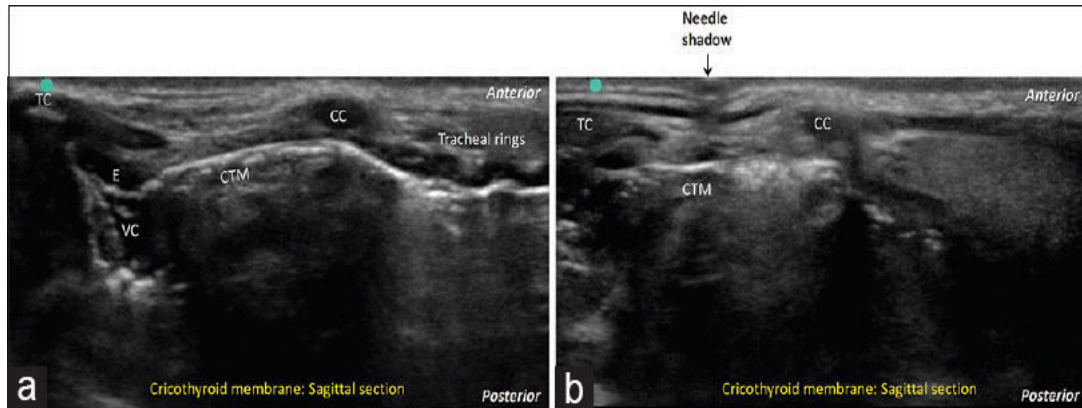 Needle
shadow
TC
Anterior
CC
Tracheal rings
E
CTM
VC
a
Cricothyroid membrane: Sagittal section
Posterior
Anterior
TC
CC
CTM
b
Cricothyroid membrane: Sagittal section
Posterior